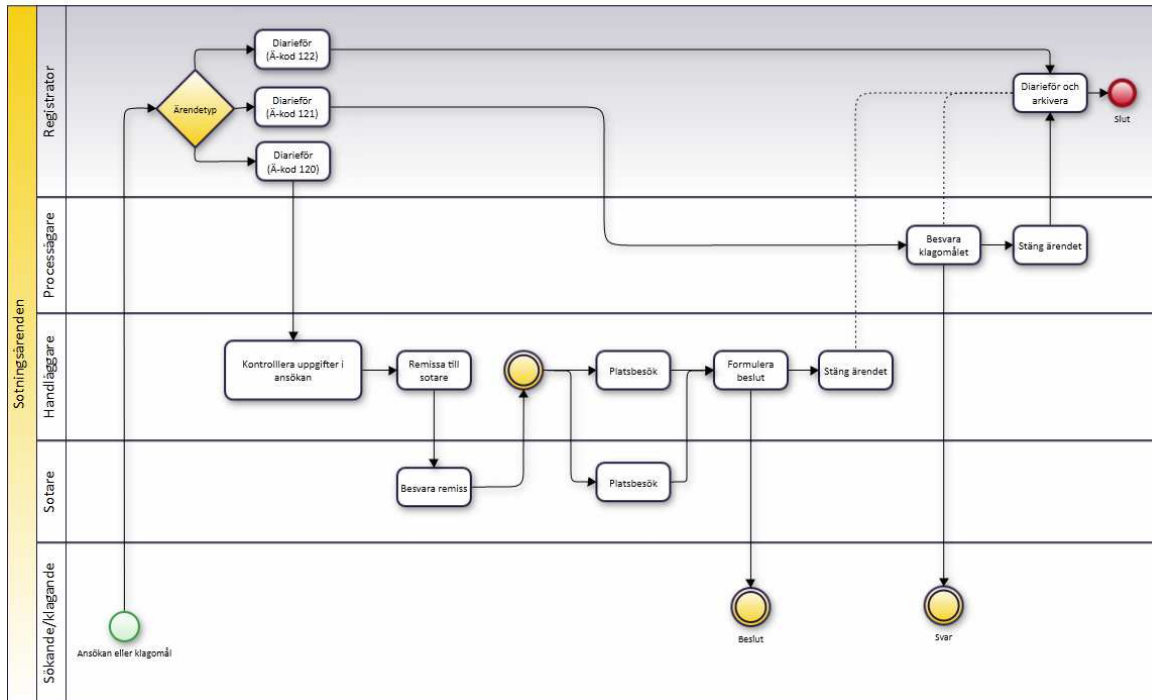 Sotningsärenden
Registrator
Ärendetyp
Diarieför
(Ä-kod 122)
Diarieför
(Ä-kod 121)
Diarieför
(Ä-kod 120)
Diarieför och
arkivera
Slut
Processägare
Besvara
klagomålet
Stäng ärendet
Handläggare
Kontrolllera uppgifter i
ansökan
Remissa till
sotare
Platsbesök
Formulera
beslut
Stäng ärendet
Sotare
Besvara remiss
Platsbesök
Sökande/klagande
Ansökan eller klagomål
Beslut
Svar